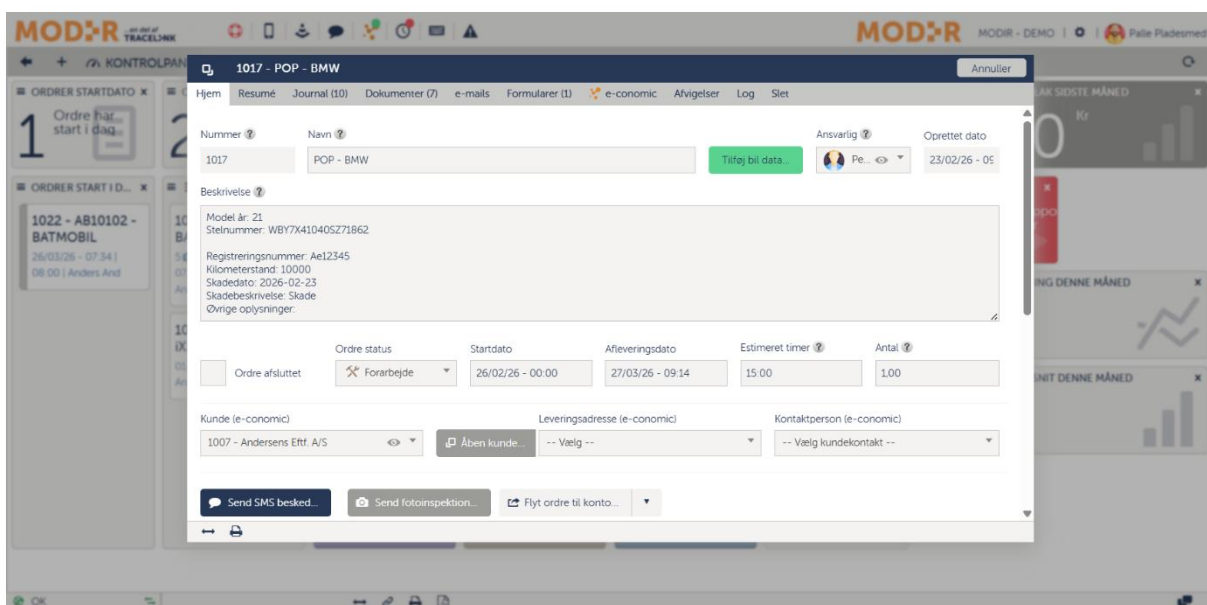 MODIR
en del af
TRACELINK
MODIR
MODIR - DEMO
Palle Pladesmed
KONTROLPAN
ORDRER STARTDATO
1
Ordre har
start i dag
ORDRER START I D...
1022 - AB10102 -
BATMOBIL
26/03/26 - 07:34 |
08:00 | Anders And
1017 - POP - BMW
Annuller
Hjem
Resumé
Journal (10)
Dokumenter (7)
e-mails
Formularer (1)
e-conomic
Afvigelser
Log
Slet
Nummer
Navn
Ansvarlig
Oprettet dato
1017
POP - BMW
Tilføj bil data...
Pe...
23/02/26 - 09
Beskrivelse
Model år: 21
Stelnummer: WBY7X41040SZ71862
Registreringsnummer: Ae12345
Kilometerstand: 10000
Skadedato: 2026-02-23
Skadebeskrivelse: Skade
Øvrige oplysninger:
Ordre status
Startdato
Afleveringsdato
Estimeret timer
Antal
Ordre afsluttet
Forarbejde
26/02/26 - 00:00
27/03/26 - 09:14
15:00
1,00
Kunde (e-conomic)
Leveringsadresse (e-conomic)
Kontaktperson (e-conomic)
1007 - Andersens Eftf. A/S
Åben kunde...
-- Vælg --
-- Vælg kundekontakt --
Send SMS besked...
Send fotoinspektion...
Flyt ordre til konto...
SIDSTE MÅNED
Kr
DENNE MÅNED
SNIT DENNE MÅNED
OK